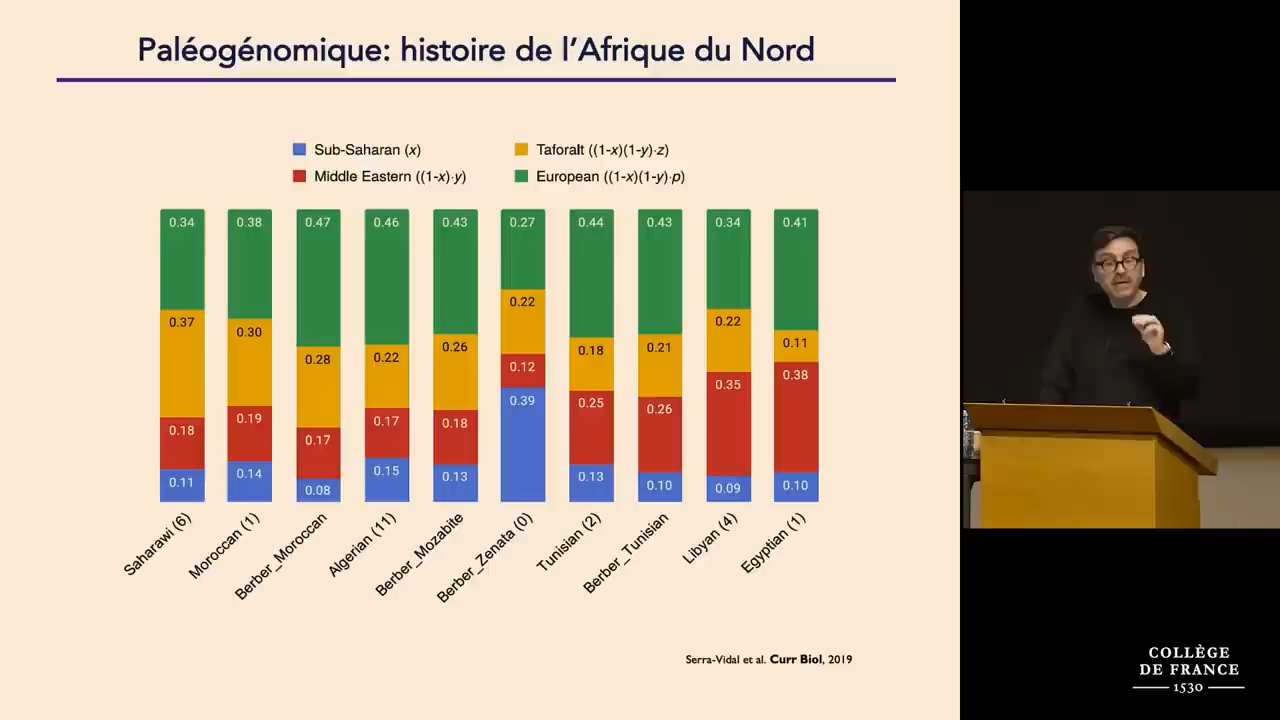 Paléogénomique: histoire de l’Afrique du Nord
Sub-Saharan (x)
Taforalt ((1-x)(1-y)·z)
Middle Eastern ((1-x)·y)
European ((1-x)(1-y)·p)
0.34 0.38 0.47 0.46 0.43 0.27 0.44 0.43 0.34 0.41
0.37 0.30 0.28 0.22 0.26 0.22 0.18 0.21 0.22 0.11
0.18 0.19 0.17 0.17 0.18 0.12 0.25 0.26 0.35 0.38
0.11 0.14 0.08 0.15 0.13 0.39 0.13 0.10 0.09 0.10
Saharawi (6)
Moroccan (1)
Berber_Moroccan
Algerian (11)
Berber_Mozabite
Berber_Zenata (0)
Tunisian (2)
Berber_Tunisian
Libyan (4)
Egyptian (1)
Serra-Vidal et al. Curr Biol, 2019
COLLÈGE
DE FRANCE
1530